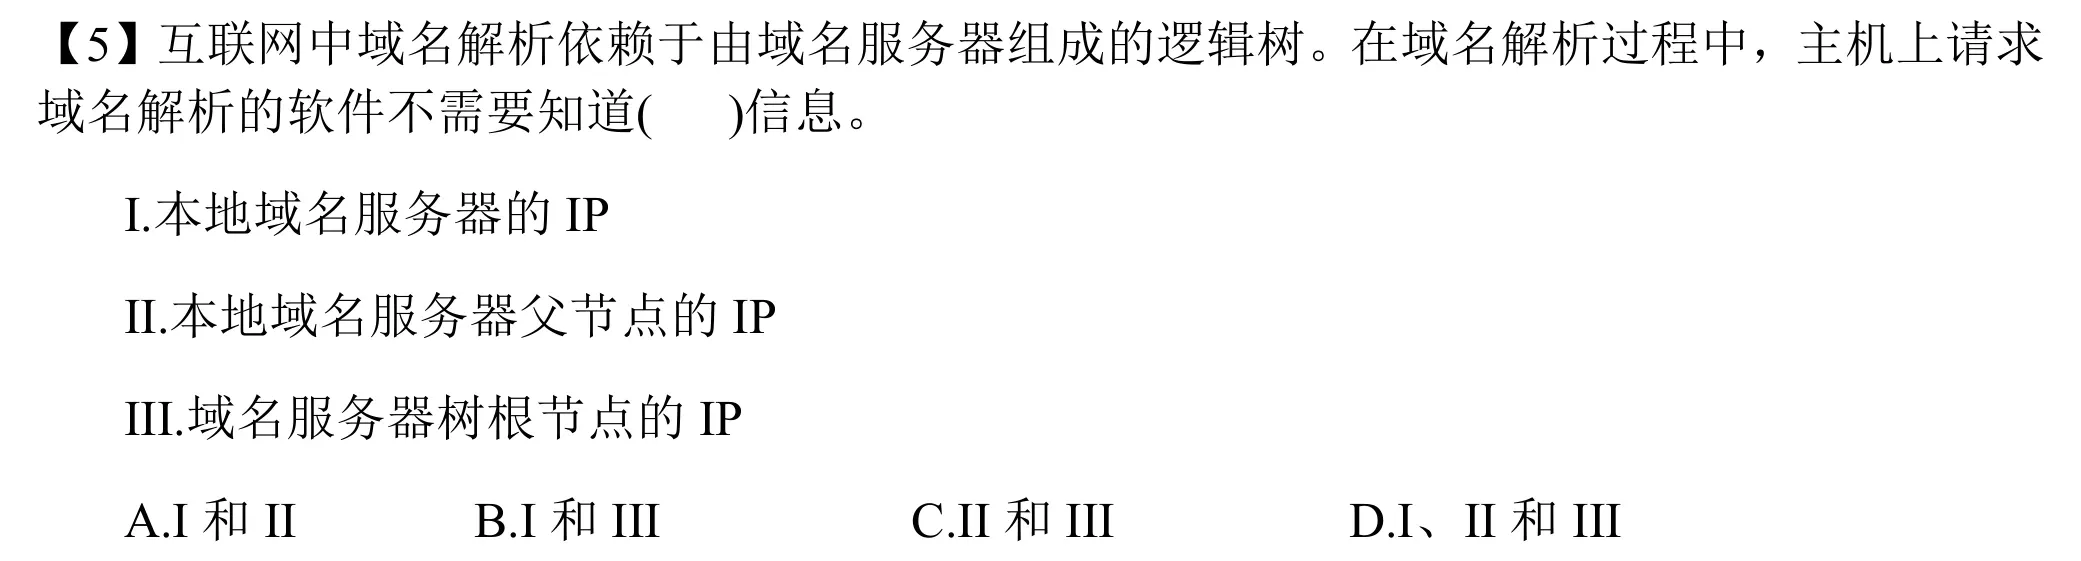 【5】互联网中域名解析依赖于由域名服务器组成的逻辑树。在域名解析过程中，主机上请求
域名解析的软件不需要知道(  )信息。
I.本地域名服务器的 IP
II.本地域名服务器父节点的 IP
III.域名服务器树根节点的 IP
A.I 和 II  B.I 和 III  C.II 和 III  D.I、II 和 III